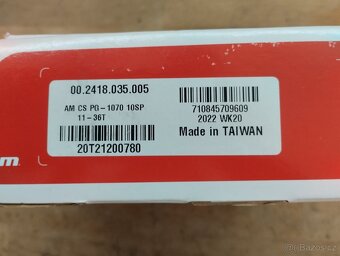 00.2418.035.005
AM CS PG-1070 10SP
11-36T
20T21200780
710845709609
2022 WK20
Made in TAIWAN